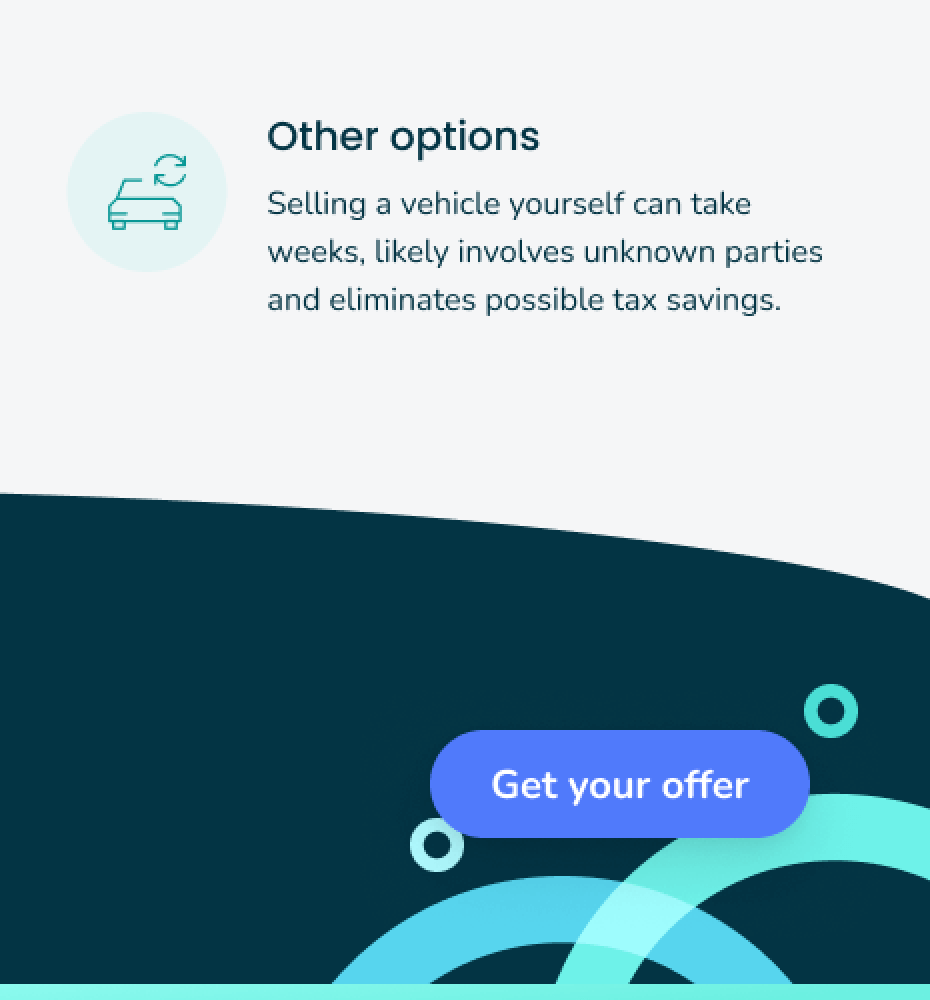 Other options
Selling a vehicle yourself can take
weeks, likely involves unknown parties
and eliminates possible tax savings.
Get your offer